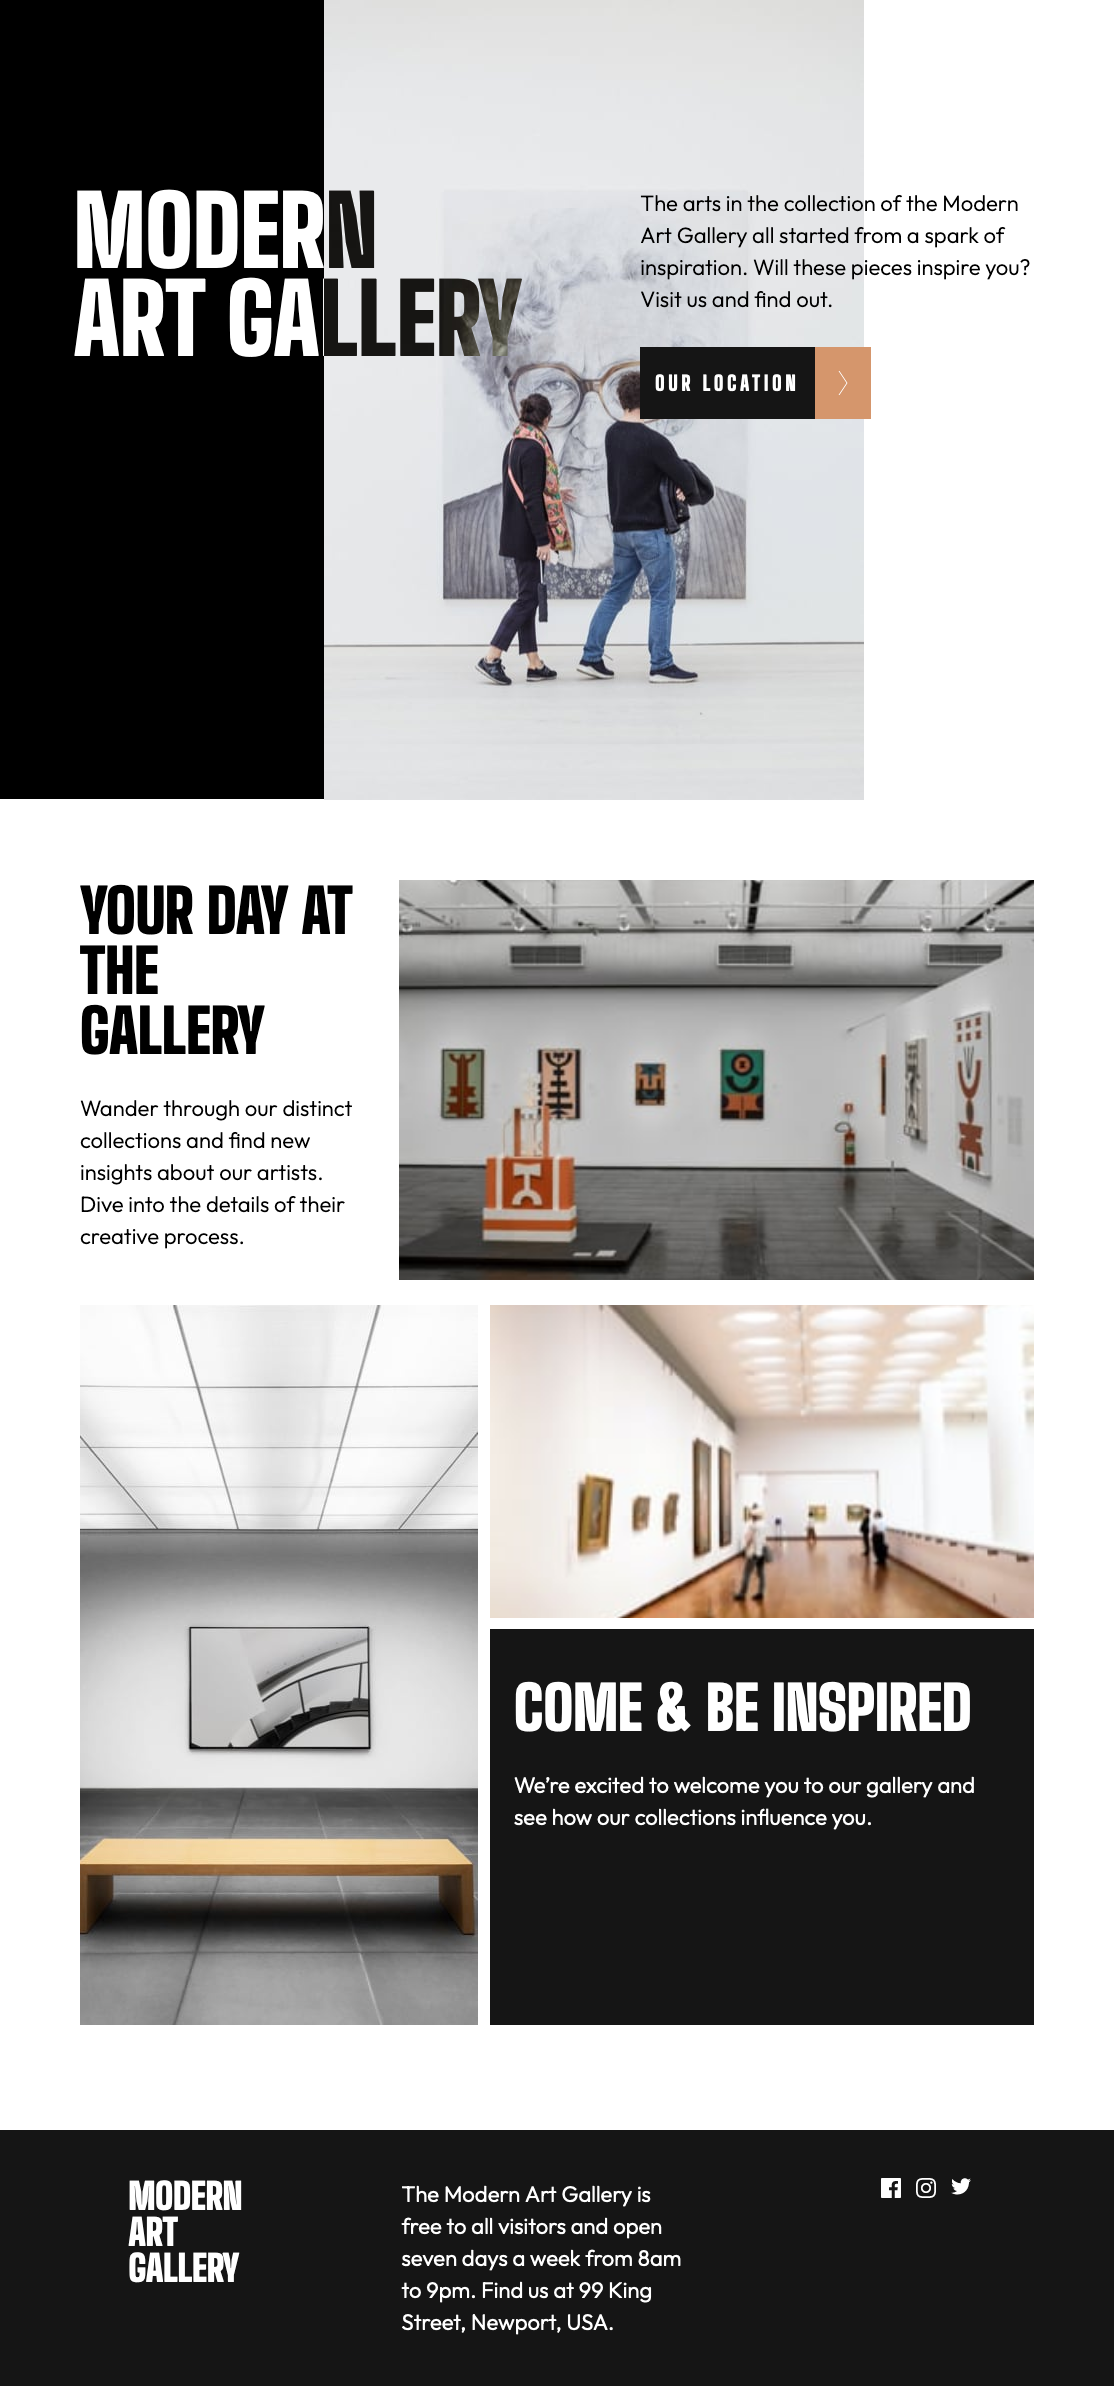 MODERN
ART GALLERY
The arts in the collection of the Modern
Art Gallery all started from a spark of
inspiration. Will these pieces inspire you?
Visit us and find out.
OUR LOCATION
YOUR DAY AT
THE
GALLERY
Wander through our distinct
collections and find new
insights about our artists.
Dive into the details of their
creative process.
COME & BE INSPIRED
We’re excited to welcome you to our gallery and
see how our collections influence you.
MODERN
ART
GALLERY
The Modern Art Gallery is
free to all visitors and open
seven days a week from 8am
to 9pm. Find us at 99 King
Street, Newport, USA.